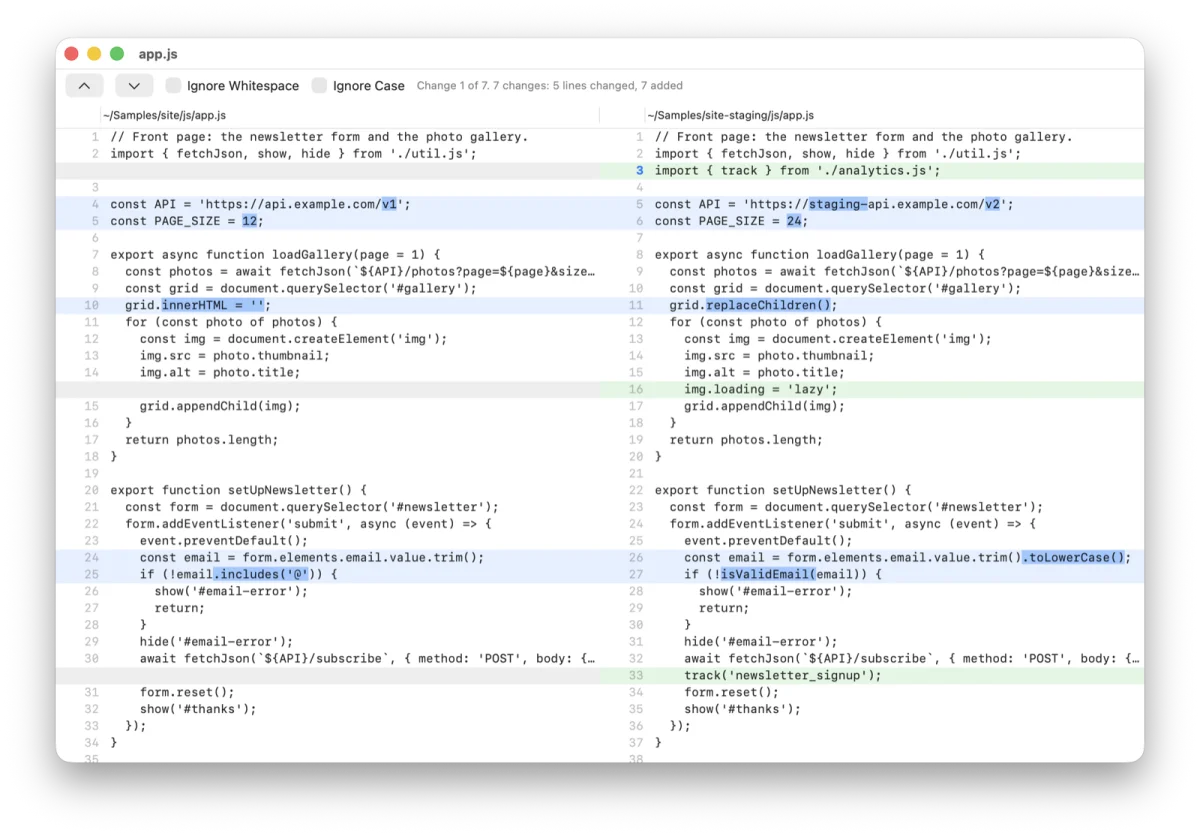 app.js
Ignore Whitespace Ignore Case Change 1 of 7. 7 changes: 5 lines changed, 7 added
~/Samples/site/js/app.js
1 // Front page: the newsletter form and the photo gallery.
2 import { fetchJson, show, hide } from './util.js';
3
4 const API = 'https://api.example.com/v1';
5 const PAGE_SIZE = 12;
6
7 export async function loadGallery(page = 1) {
8 const photos = await fetchJson(`${API}/photos?page=${page}&size…
9 const grid = document.querySelector('#gallery');
10 grid.innerHTML = '';
11 for (const photo of photos) {
12 const img = document.createElement('img');
13 img.src = photo.thumbnail;
14 img.alt = photo.title;
15 grid.appendChild(img);
16 }
17 return photos.length;
18 }
19
20 export function setUpNewsletter() {
21 const form = document.querySelector('#newsletter');
22 form.addEventListener('submit', async (event) => {
23 event.preventDefault();
24 const email = form.elements.email.value.trim();
25 if (!email.includes('@')) {
26 show('#email-error');
27 return;
28 }
29 hide('#email-error');
30 await fetchJson(`${API}/subscribe`, { method: 'POST', body: {…
31 form.reset();
32 show('#thanks');
33 });
34 }
35
~/Samples/site-staging/js/app.js
1 // Front page: the newsletter form and the photo gallery.
2 import { fetchJson, show, hide } from './util.js';
3 import { track } from './analytics.js';
4
5 const API = 'https://staging-api.example.com/v2';
6 const PAGE_SIZE = 24;
7
8 export async function loadGallery(page = 1) {
9 const photos = await fetchJson(`${API}/photos?page=${page}&size…
10 const grid = document.querySelector('#gallery');
11 grid.replaceChildren();
12 for (const photo of photos) {
13 const img = document.createElement('img');
14 img.src = photo.thumbnail;
15 img.alt = photo.title;
16 img.loading = 'lazy';
17 grid.appendChild(img);
18 }
19 return photos.length;
20 }
21
22 export function setUpNewsletter() {
23 const form = document.querySelector('#newsletter');
24 form.addEventListener('submit', async (event) => {
25 event.preventDefault();
26 const email = form.elements.email.value.trim().toLowerCase();
27 if (!isValidEmail(email)) {
28 show('#email-error');
29 return;
30 }
31 hide('#email-error');
32 await fetchJson(`${API}/subscribe`, { method: 'POST', body: {…
33 track('newsletter_signup');
34 form.reset();
35 show('#thanks');
36 });
37 }
38